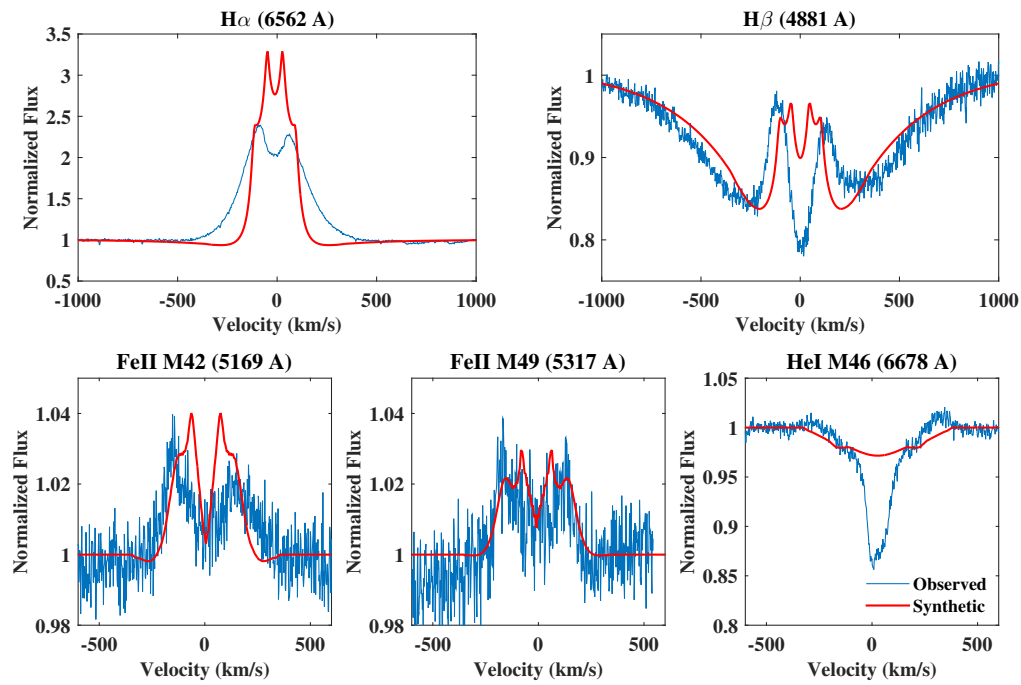 Hα (6562 A)
Normalized Flux
3.5
3
2.5
2
1.5
1
0.5
-1000 -500 0 500 1000
Velocity (km/s)
Hβ (4881 A)
Normalized Flux
1
0.9
0.8
-1000 -500 0 500 1000
Velocity (km/s)
FeII M42 (5169 A)
Normalized Flux
1.04
1.02
1
0.98
-500 0 500
Velocity (km/s)
FeII M49 (5317 A)
Normalized Flux
1.04
1.02
1
0.98
-500 0 500
Velocity (km/s)
HeI M46 (6678 A)
Normalized Flux
1.05
1
0.95
0.9
0.85
0.8
Observed
Synthetic
-500 0 500
Velocity (km/s)